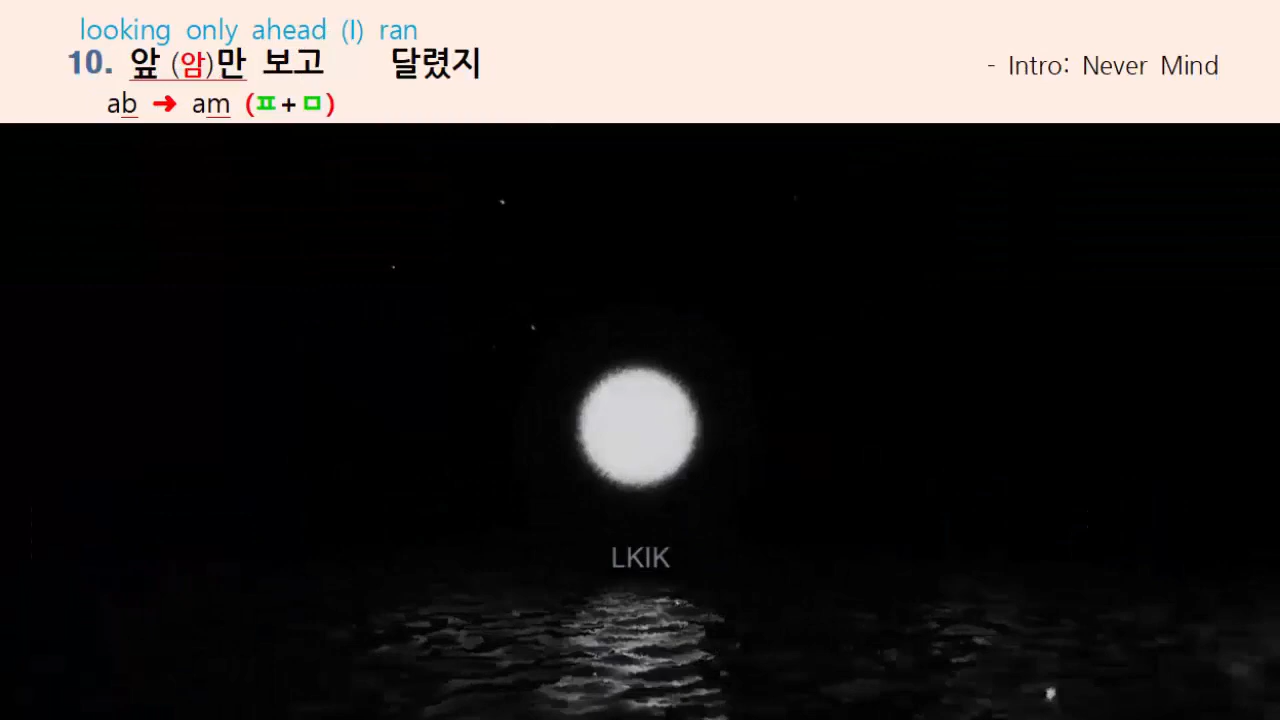 looking only ahead (I) ran
10. 앞 (암)만 보고 달렸지
- Intro: Never Mind
ab ➜ am (ㅍ+ㅁ)
LKIK